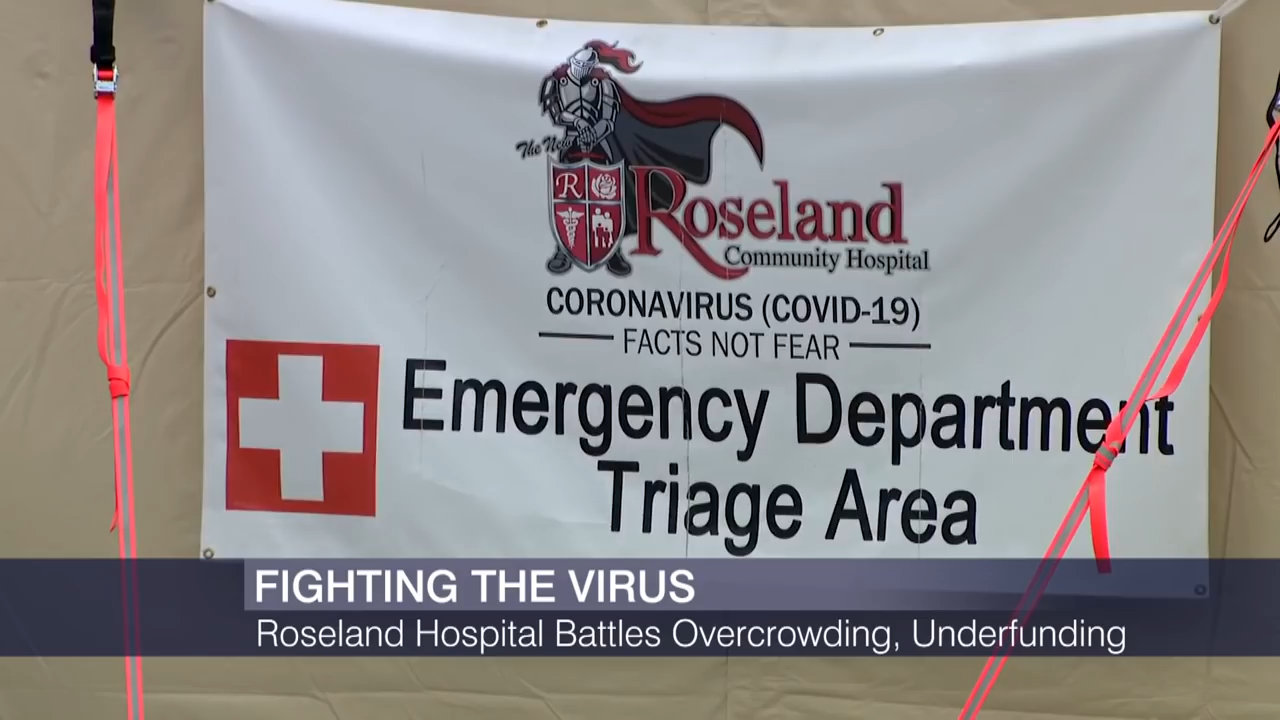 The New
R
Roseland
Community Hospital
CORONAVIRUS (COVID-19)
FACTS NOT FEAR
Emergency Department
Triage Area
FIGHTING THE VIRUS
Roseland Hospital Battles Overcrowding, Underfunding